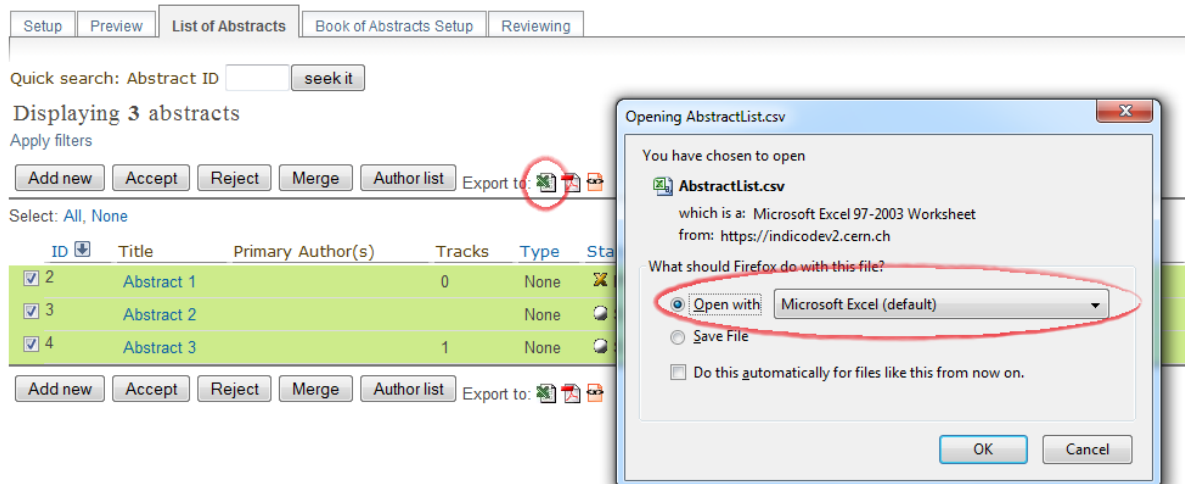 Setup Preview List of Abstracts Book of Abstracts Setup Reviewing
Quick search: Abstract ID seek it
Displaying 3 abstracts
Apply filters
Add new Accept Reject Merge Author list Export to:
Select: All, None
ID Title Primary Author(s) Tracks Type Sta
2 Abstract 1 0 None
3 Abstract 2 None
4 Abstract 3 1 None
Add new Accept Reject Merge Author list Export to:
Opening AbstractList.csv
You have chosen to open
AbstractList.csv
which is a: Microsoft Excel 97-2003 Worksheet
from: https://indicodev2.cern.ch
What should Firefox do with this file?
Open with Microsoft Excel (default)
Save File
Do this automatically for files like this from now on.
OK Cancel